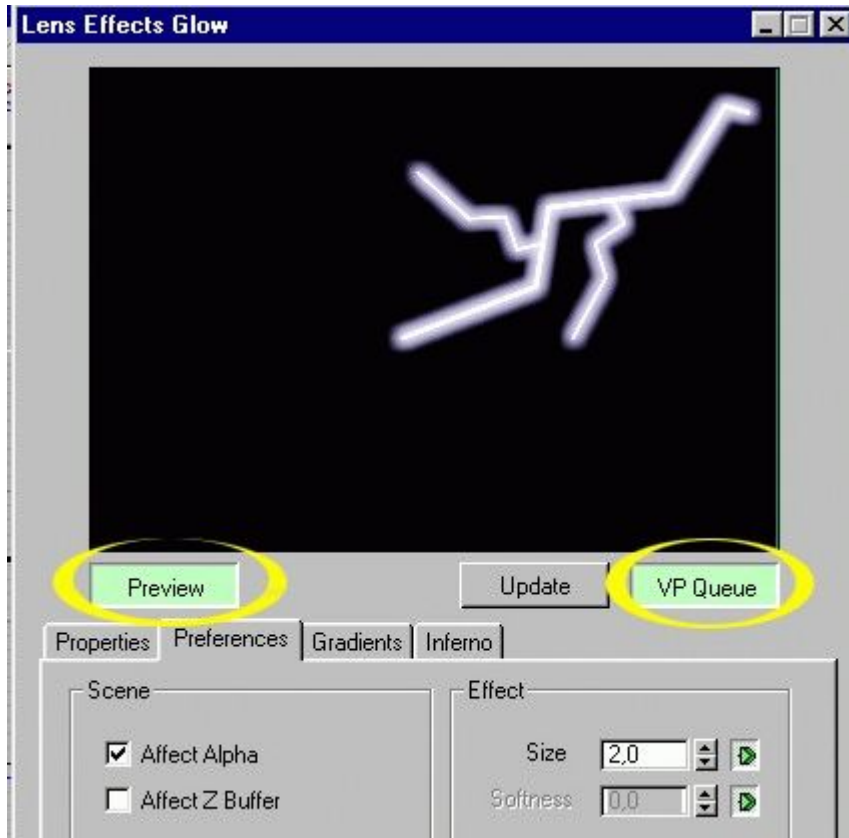 Lens Effects Glow
Preview Update VP Queue
Properties Preferences Gradients Inferno
Scene Effect
Affect Alpha Size 2,0
Affect Z Buffer Softness 0,0